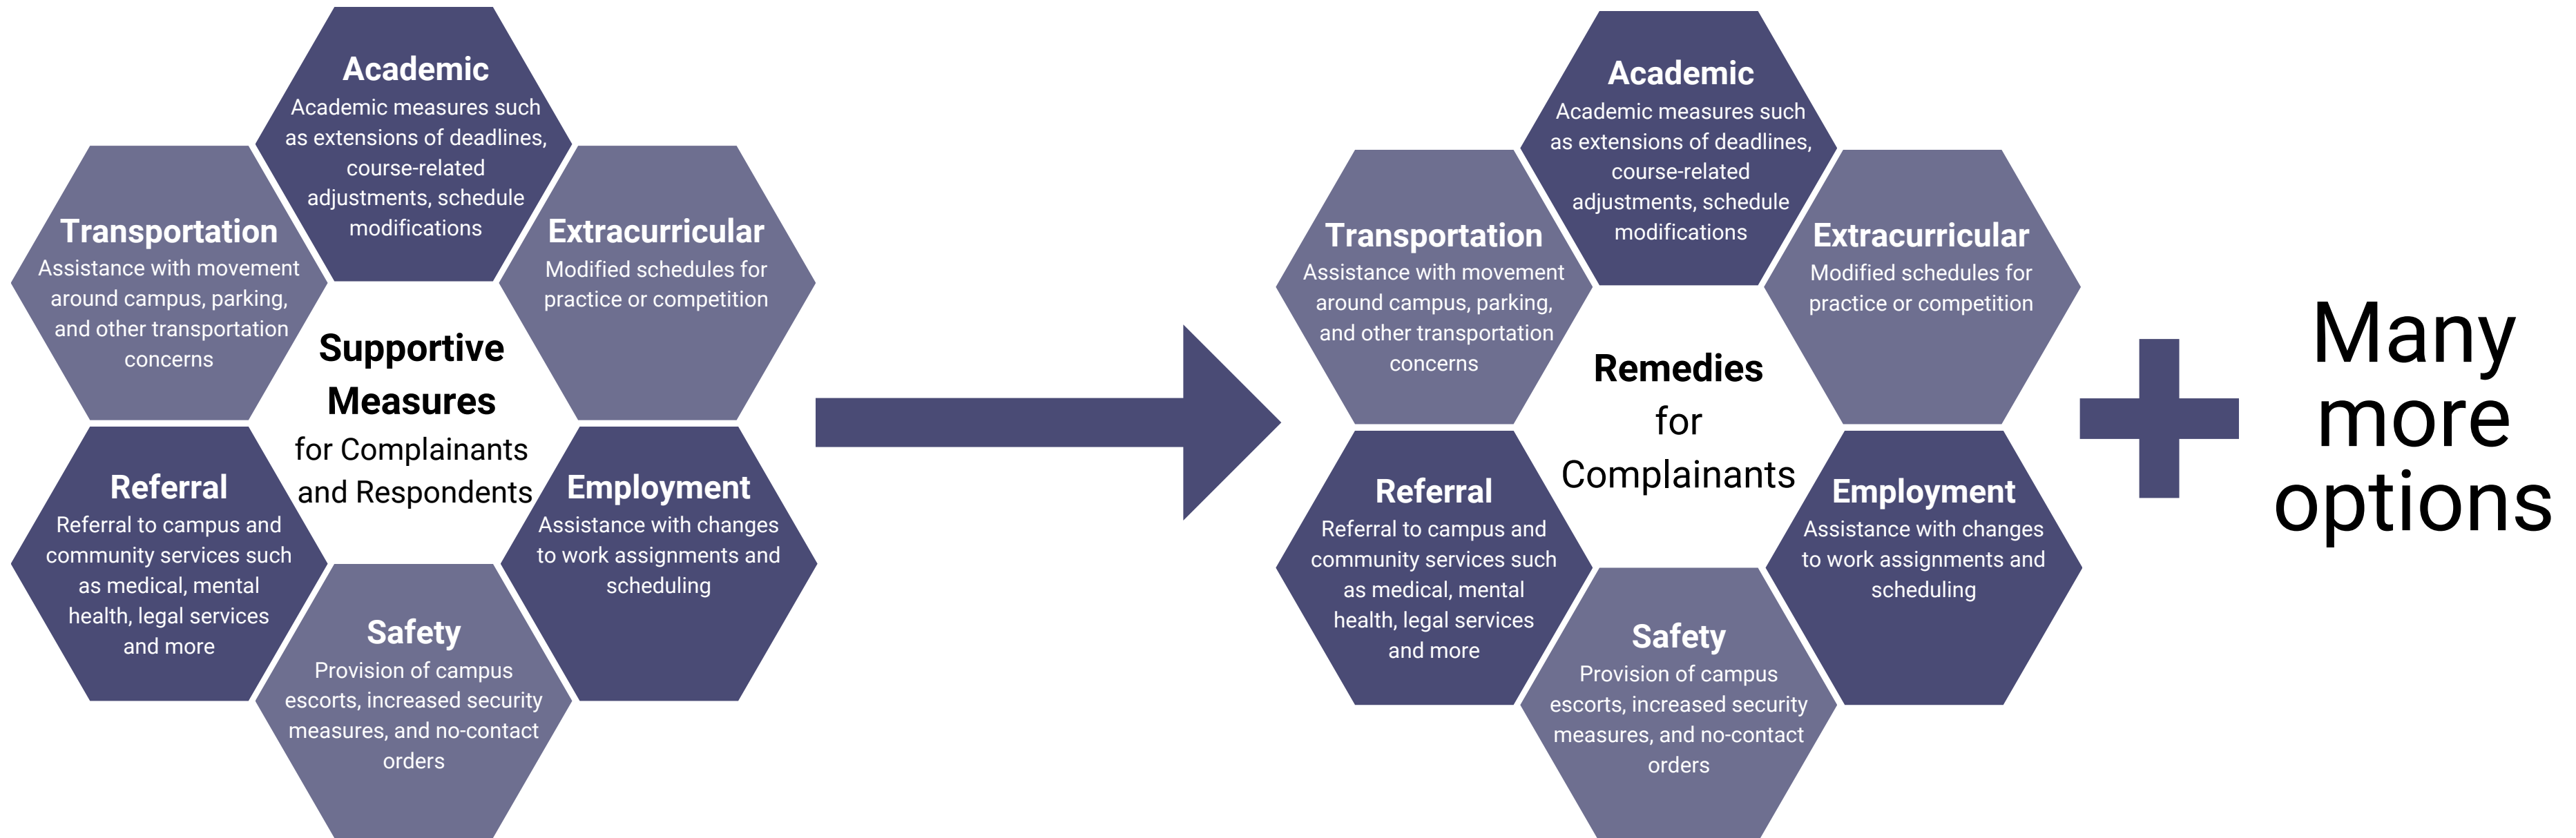 Academic
Academic measures such
as extensions of deadlines,
course-related
adjustments, schedule
modifications
Transportation
Assistance with movement
around campus, parking,
and other transportation
concerns
Extracurricular
Modified schedules for
practice or competition
Supportive
Measures
for Complainants
and Respondents
Referral
Referral to campus and
community services such
as medical, mental
health, legal services
and more
Employment
Assistance with changes
to work assignments and
scheduling
Safety
Provision of campus
escorts, increased security
measures, and no-contact
orders
Academic
Academic measures such
as extensions of deadlines,
course-related
adjustments, schedule
modifications
Transportation
Assistance with movement
around campus, parking,
and other transportation
concerns
Extracurricular
Modified schedules for
practice or competition
Remedies
for
Complainants
Referral
Referral to campus and
community services such
as medical, mental
health, legal services
and more
Employment
Assistance with changes
to work assignments and
scheduling
Safety
Provision of campus
escorts, increased security
measures, and no-contact
orders
Many
more
options